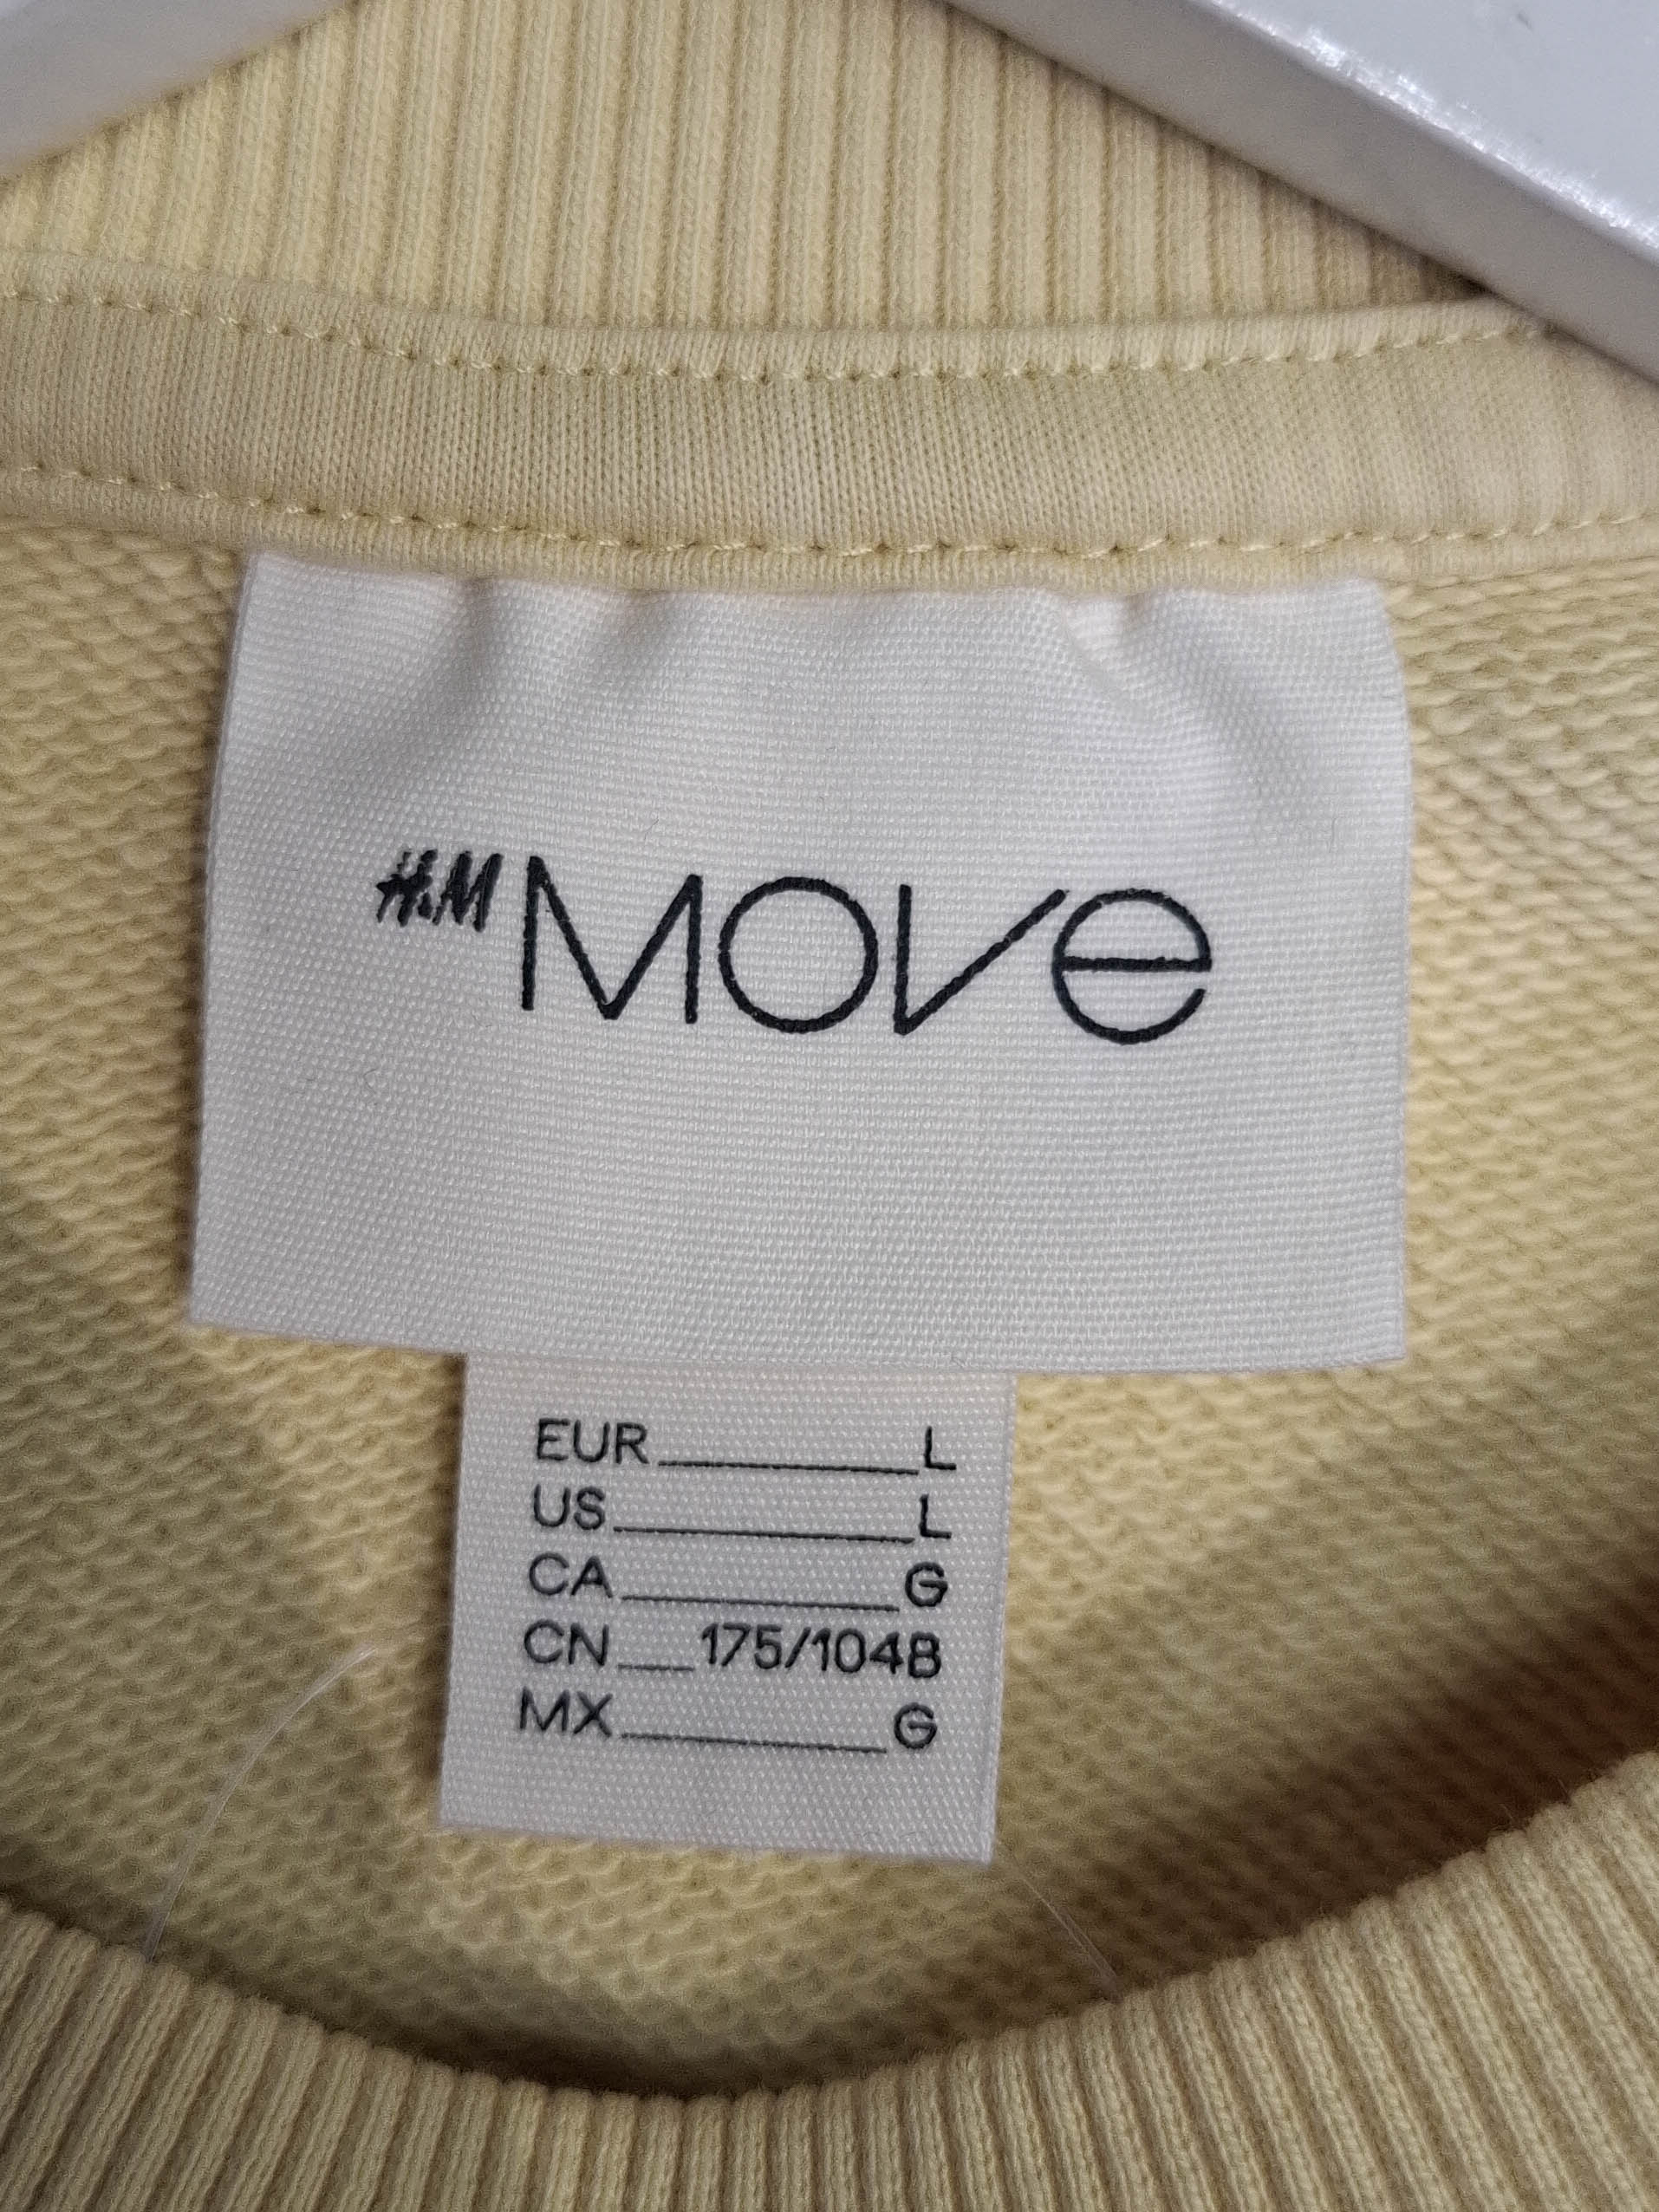 H&M MOVE
EUR L
US L
CA G
CN 175/104B
MX G